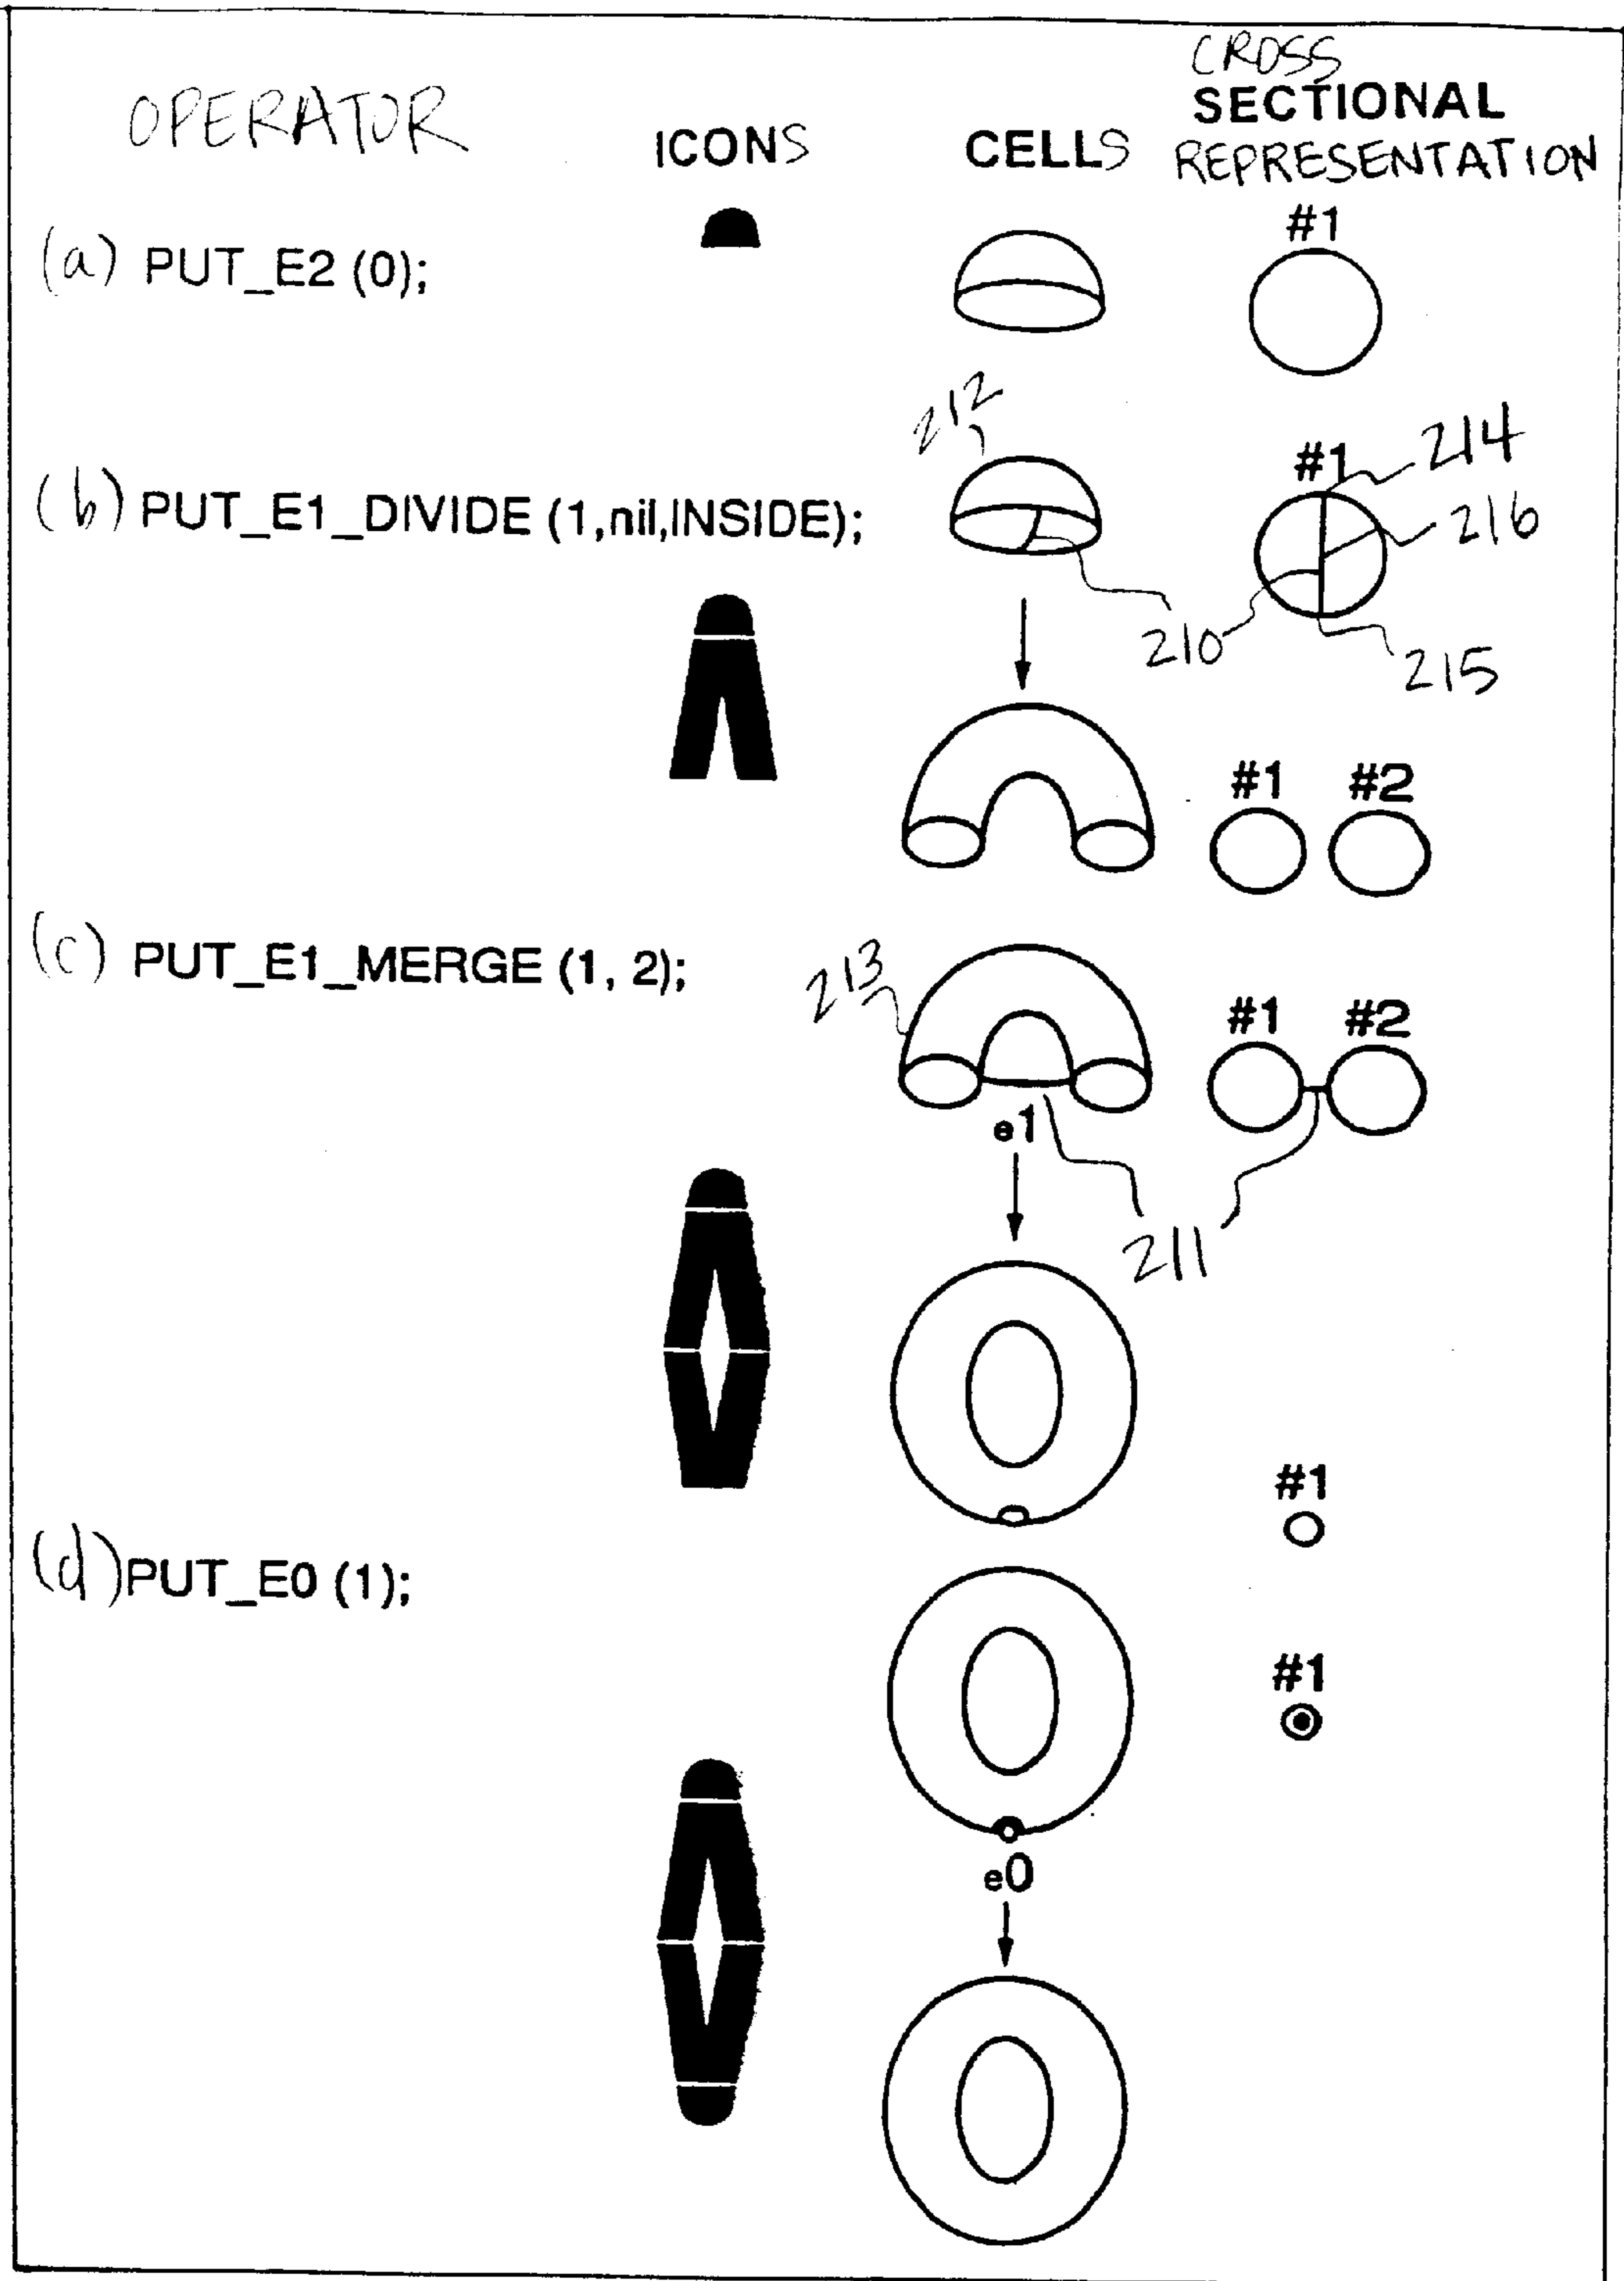 CROSS
OPERATOR ICONS CELLS SECTIONAL
REPRESENTATION
#1
(a) PUT_E2 (0);
212
#1 214
(b) PUT_E1_DIVIDE (1,nil,INSIDE); 216
210 215
#1 #2
(c) PUT_E1_MERGE (1, 2); 213
#1 #2
e1
211
#1
(d) PUT_E0 (1);
#1
e0